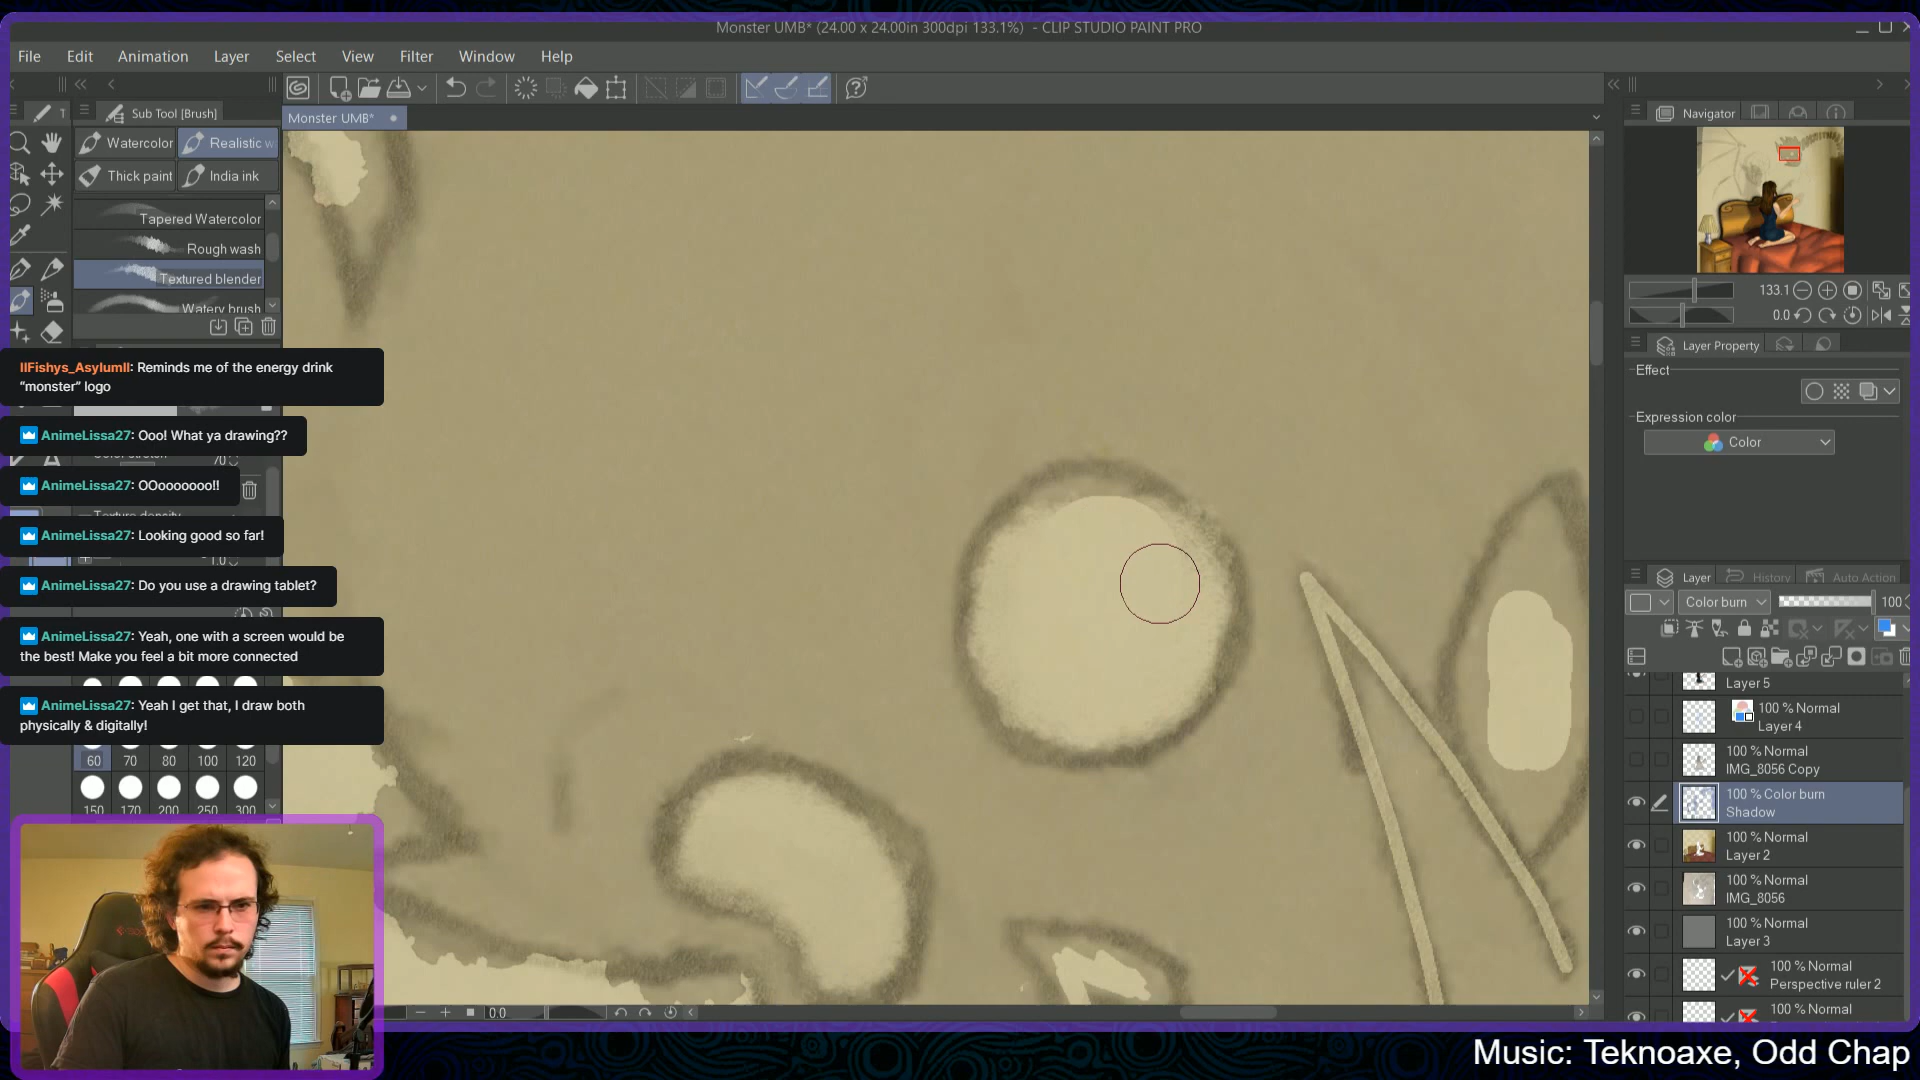 Monster UMB* (24.00 x 24.00in 300dpi 133.1%) - CLIP STUDIO PAINT PRO
File Edit Animation Layer Select View Filter Window Help
Sub Tool [Brush]
Monster UMB*
Watercolor Realistic w
Thick paint India ink
Tapered Watercolor
Rough wash
Textured blender
Watery brush
IIFishys_AsylumII: Reminds me of the energy drink
“monster” logo
AnimeLissa27: Ooo! What ya drawing??
70
AnimeLissa27: OOooooooo!!
Texture density
AnimeLissa27: Looking good so far!
1.0
AnimeLissa27: Do you use a drawing tablet?
AnimeLissa27: Yeah, one with a screen would be
the best! Make you feel a bit more connected
AnimeLissa27: Yeah I get that, I draw both
physically & digitally!
60 70 80 100 120
150 170 200 250 300
0.0
Navigator
133.1
0.0
Layer Property
Effect
Expression color
Color
Layer History Auto Action
Color burn 100
Layer 5
100 % Normal
Layer 4
100 % Normal
IMG_8056 Copy
100 % Color burn
Shadow
100 % Normal
Layer 2
100 % Normal
IMG_8056
100 % Normal
Layer 3
100 % Normal
Perspective ruler 2
100 % Normal
Music: Teknoaxe, Odd Chap